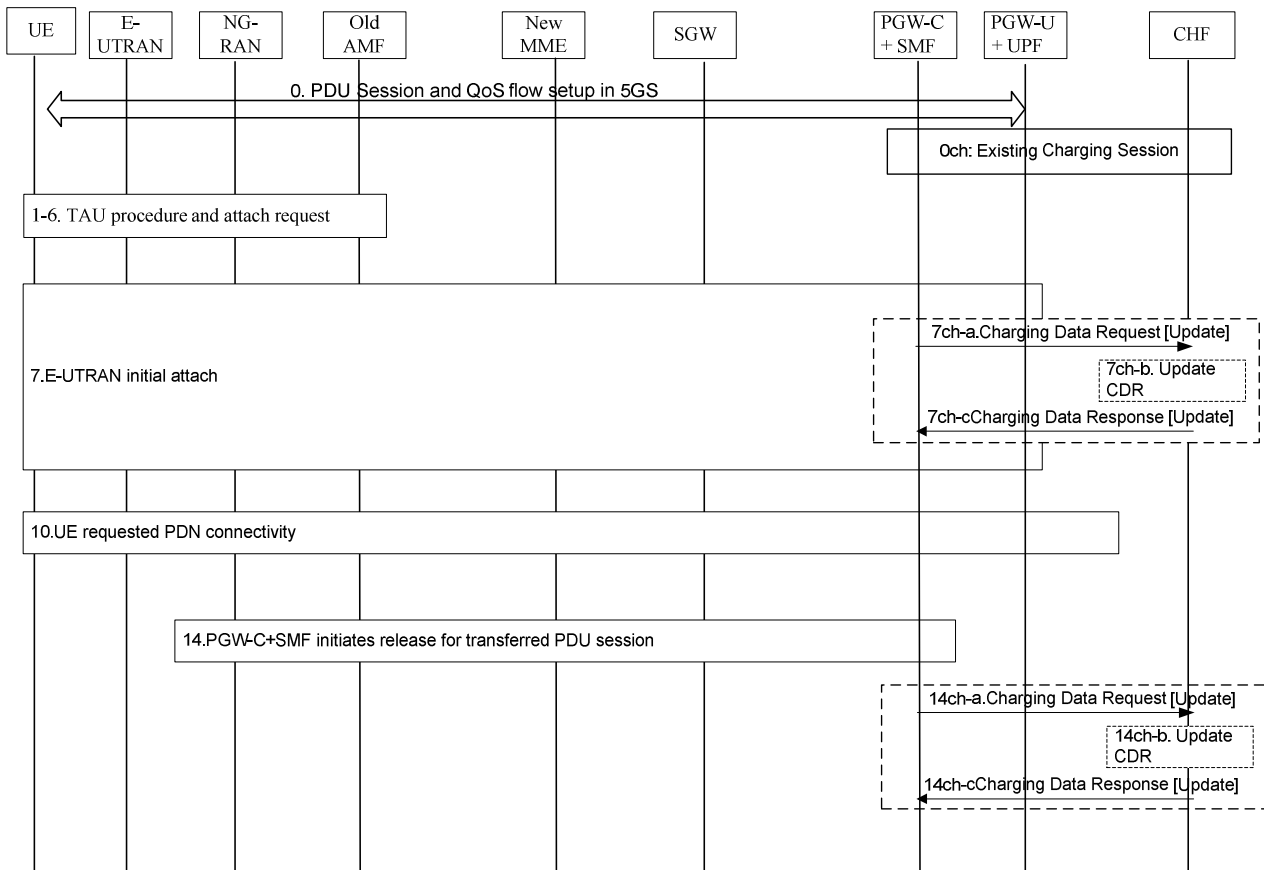 UE
E-
UTRAN
NG-
RAN
Old
AMF
New
MME
SGW
PGW-C
+ SMF
PGW-U
+ UPF
CHF
0. PDU Session and QoS flow setup in 5GS
0ch: Existing Charging Session
1-6. TAU procedure and attach request
7ch-a.Charging Data Request [Update]
7.E-UTRAN initial attach
7ch-b. Update
CDR
7ch-cCharging Data Response [Update]
10.UE requested PDN connectivity
14.PGW-C+SMF initiates release for transferred PDU session
14ch-a.Charging Data Request [Update]
14ch-b. Update
CDR
14ch-cCharging Data Response [Update]